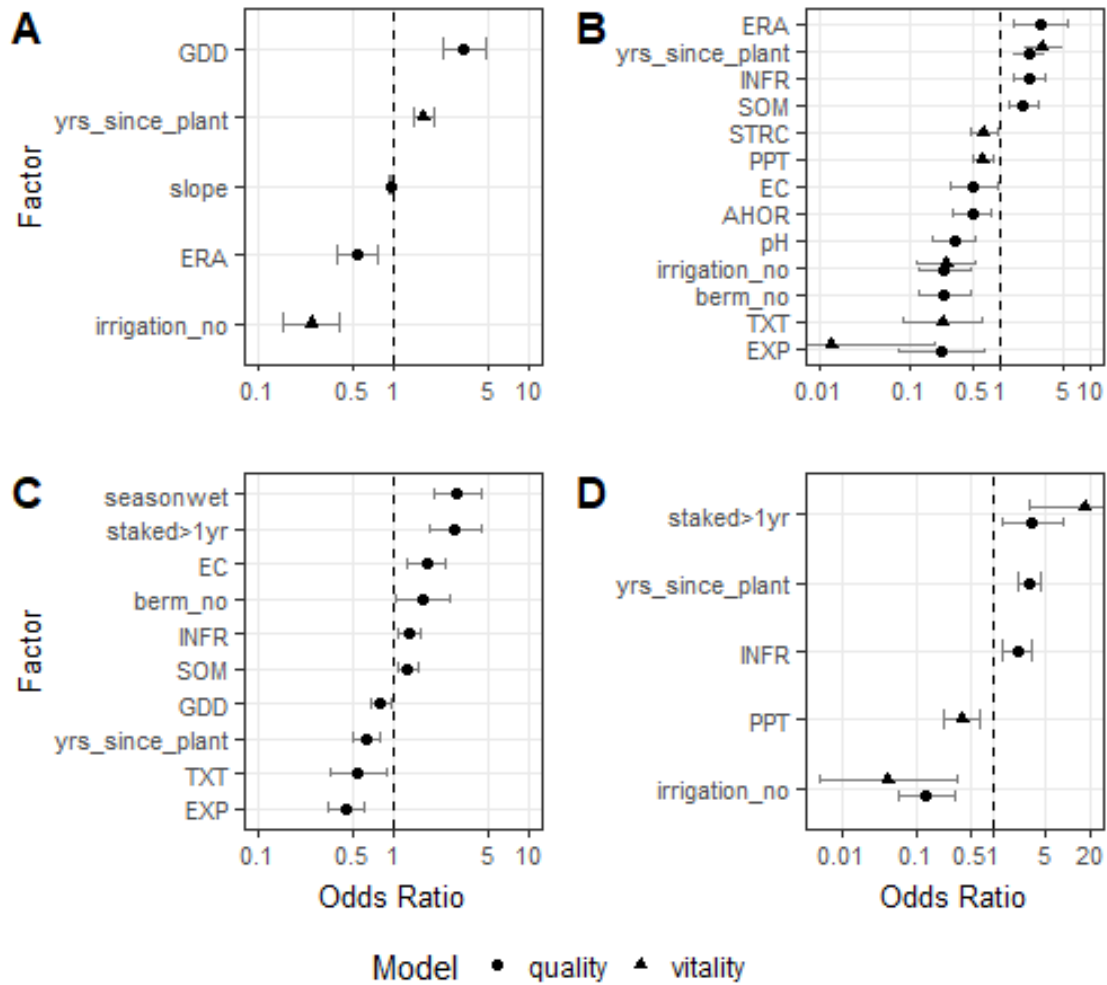 A
Factor
GDD
yrs_since_plant
slope
ERA
irrigation_no
0.1 0.5 1 5 10
B
ERA
yrs_since_plant
INFR
SOM
STRC
PPT
EC
AHOR
pH
irrigation_no
berm_no
TXT
EXP
0.01 0.1 0.5 1 5 10
C
Factor
seasonwet
staked>1yr
EC
berm_no
INFR
SOM
GDD
yrs_since_plant
TXT
EXP
0.1 0.5 1 5 10
Odds Ratio
D
staked>1yr
yrs_since_plant
INFR
PPT
irrigation_no
0.01 0.1 0.5 1 5 20
Odds Ratio
Model quality vitality